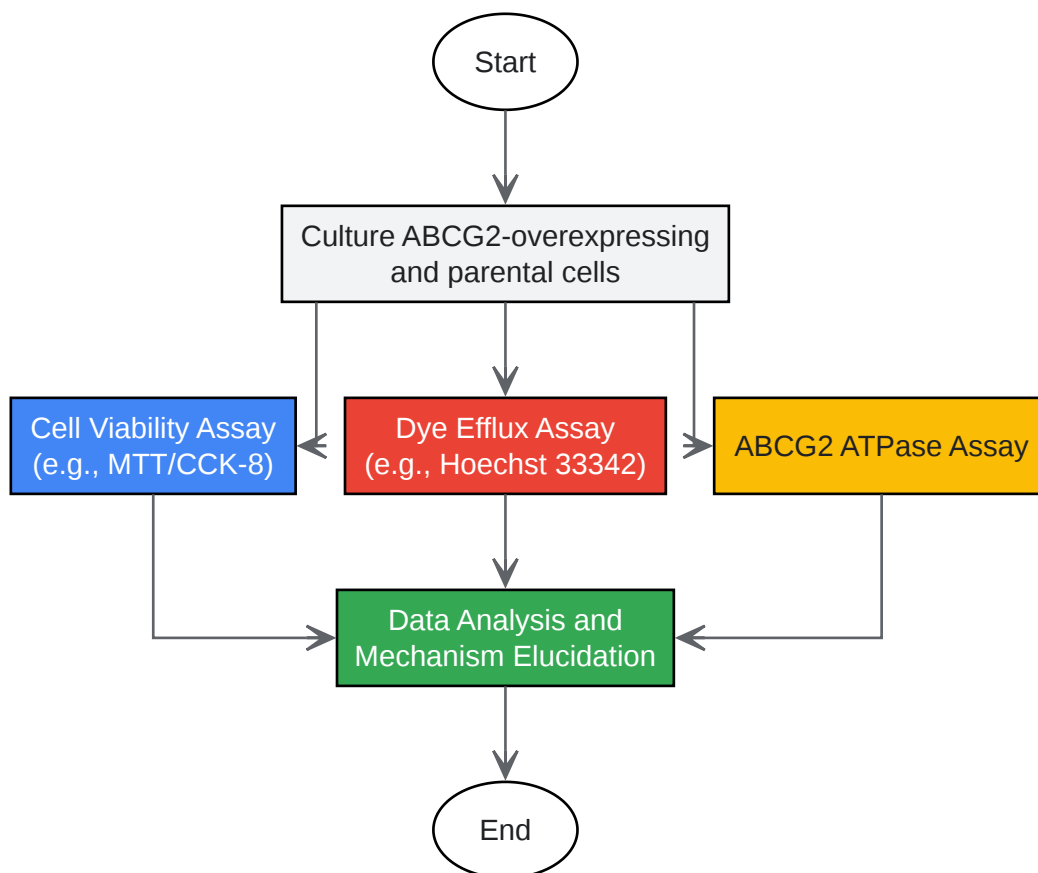 Start
Culture ABCG2-overexpressing
and parental cells
Cell Viability Assay
(e.g., MTT/CCK-8)
Dye Efflux Assay
(e.g., Hoechst 33342)
ABCG2 ATPase Assay
Data Analysis and
Mechanism Elucidation
End